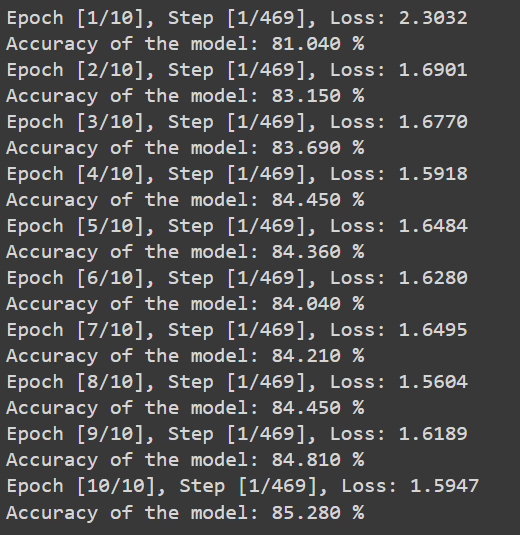 Epoch [1/10], Step [1/469], Loss: 2.3032
Accuracy of the model: 81.040 %
Epoch [2/10], Step [1/469], Loss: 1.6901
Accuracy of the model: 83.150 %
Epoch [3/10], Step [1/469], Loss: 1.6770
Accuracy of the model: 83.690 %
Epoch [4/10], Step [1/469], Loss: 1.5918
Accuracy of the model: 84.450 %
Epoch [5/10], Step [1/469], Loss: 1.6484
Accuracy of the model: 84.360 %
Epoch [6/10], Step [1/469], Loss: 1.6280
Accuracy of the model: 84.040 %
Epoch [7/10], Step [1/469], Loss: 1.6495
Accuracy of the model: 84.210 %
Epoch [8/10], Step [1/469], Loss: 1.5604
Accuracy of the model: 84.450 %
Epoch [9/10], Step [1/469], Loss: 1.6189
Accuracy of the model: 84.810 %
Epoch [10/10], Step [1/469], Loss: 1.5947
Accuracy of the model: 85.280 %